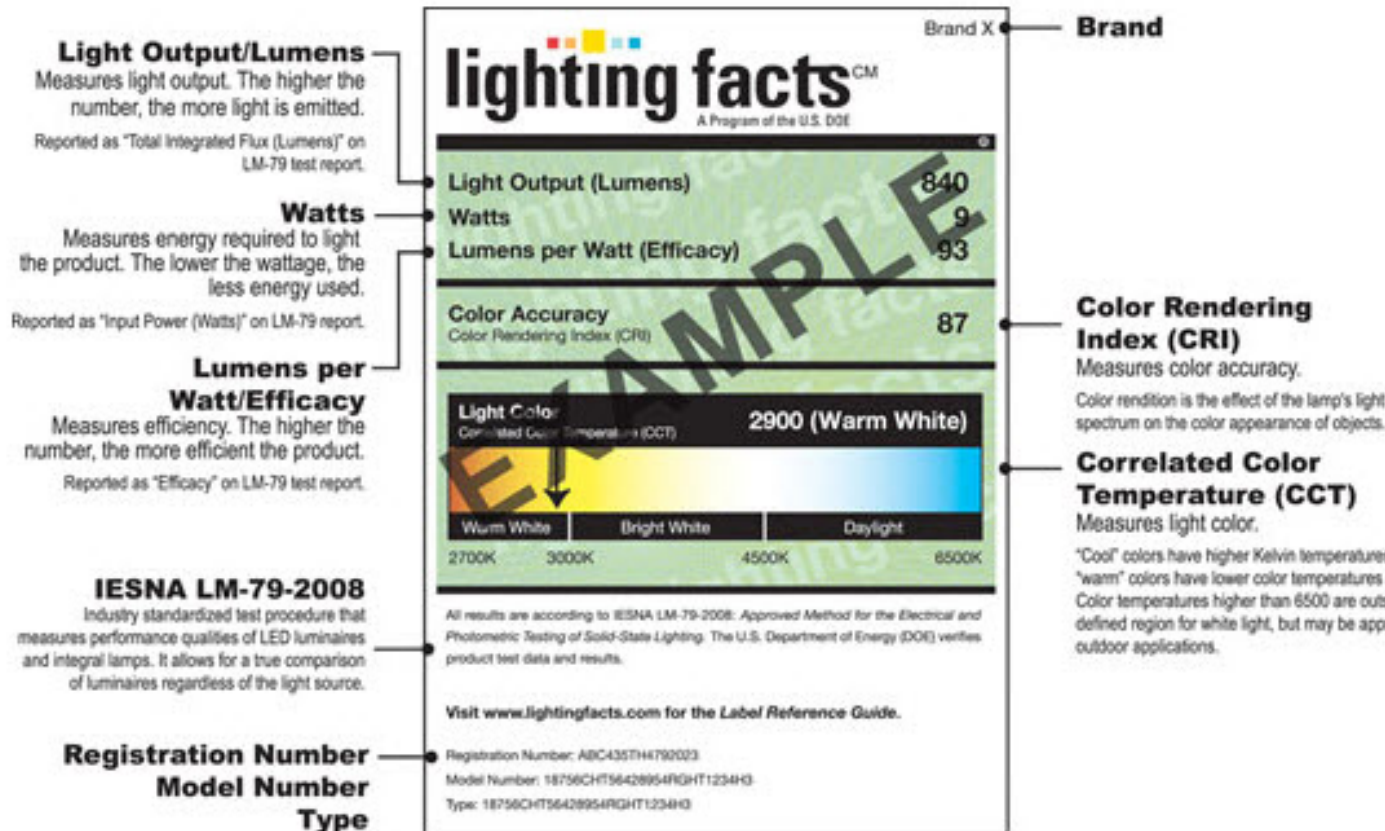 Light Output/Lumens
Measures light output. The higher the
number, the more light is emitted.
Reported as "Total Integrated Flux (Lumens)" on
LM-79 test report.
Watts
Measures energy required to light
the product. The lower the wattage, the
less energy used.
Reported as "Input Power (Watts)" on LM-79 report.
Lumens per
Watt/Efficacy
Measures efficiency. The higher the
number, the more efficient the product.
Reported as "Efficacy" on LM-79 test report.
IESNA LM-79-2008
Industry standardized test procedure that
measures performance qualities of LED luminaires
and integral lamps. It allows for a true comparison
of luminaires regardless of the light source.
Registration Number
Model Number
Type
Brand X
lighting facts CM
A Program of the U.S. DOE
Light Output (Lumens) 840
Watts 9
Lumens per Watt (Efficacy) 93
Color Accuracy
Color Rendering Index (CRI) 87
Light Color
Correlated Color Temperature (CCT)
2900 (Warm White)
Warm White Bright White Daylight
2700K 3000K 4500K 6500K
EXAMPLE
All results are according to IESNA LM-79-2008: Approved Method for the Electrical and
Photometric Testing of Solid-State Lighting. The U.S. Department of Energy (DOE) verifies
product test data and results.
Visit www.lightingfacts.com for the Label Reference Guide.
Registration Number: ABC435TH4792023
Model Number: 18756CHT56428954RGHT1234H3
Type: 18756CHT56428954RGHT1234H3
Brand
Color Rendering
Index (CRI)
Measures color accuracy.
Color rendition is the effect of the lamp's light
spectrum on the color appearance of objects.
Correlated Color
Temperature (CCT)
Measures light color.
"Cool" colors have higher Kelvin temperatures
"warm" colors have lower color temperatures
Color temperatures higher than 6500 are outs
defined region for white light, but may be app
outdoor applications.